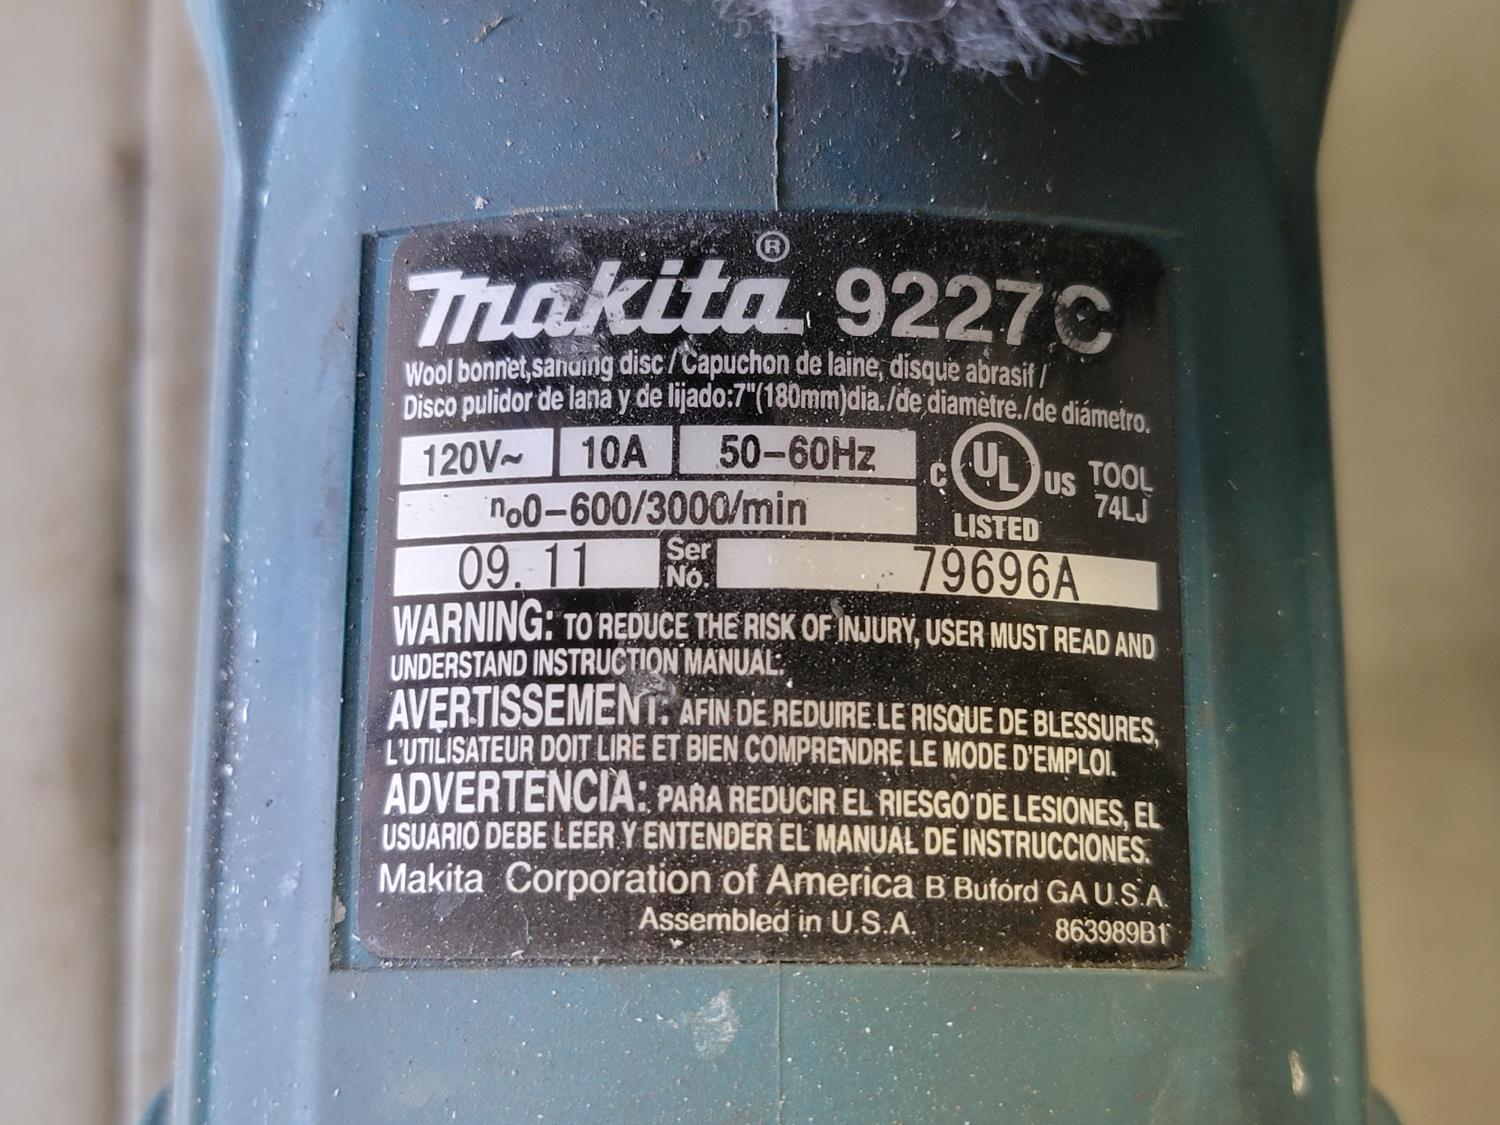 makita® 9227C
Wool bonnet, sanding disc / Capuchon de laine, disque abrasif /
Disco pulidor de lana y de lijado:7"(180mm)dia./de diamètre./de diámetro.
120V~ 10A 50-60Hz
no0-600/3000/min
C UL US TOOL
LISTED 74LJ
09. 11 Ser No. 79696A
WARNING: TO REDUCE THE RISK OF INJURY, USER MUST READ AND
UNDERSTAND INSTRUCTION MANUAL.
AVERTISSEMENT: AFIN DE REDUIRE LE RISQUE DE BLESSURES,
L'UTILISATEUR DOIT LIRE ET BIEN COMPRENDRE LE MODE D'EMPLOI.
ADVERTENCIA: PARA REDUCIR EL RIESGO DE LESIONES, EL
USUARIO DEBE LEER Y ENTENDER EL MANUAL DE INSTRUCCIONES.
Makita Corporation of America B Buford GA U.S.A.
Assembled in U.S.A. 863989B1